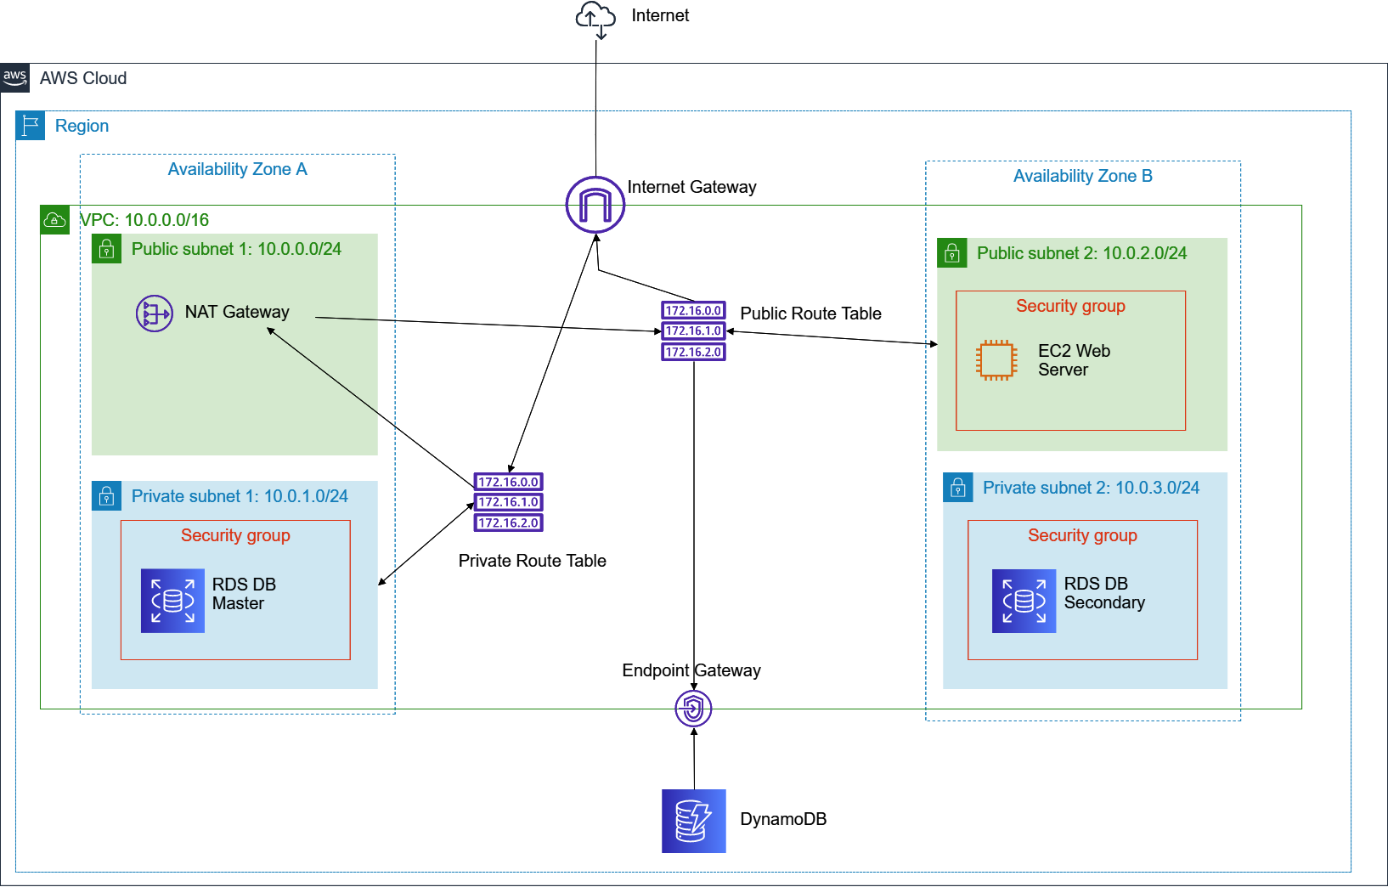 Internet
aws
AWS Cloud
Region
Availability Zone A
Availability Zone B
Internet Gateway
VPC: 10.0.0.0/16
Public subnet 1: 10.0.0.0/24
Public subnet 2: 10.0.2.0/24
NAT Gateway
172.16.0.0
172.16.1.0
172.16.2.0
Public Route Table
Security group
EC2 Web
Server
Private subnet 1: 10.0.1.0/24
Security group
RDS DB
Master
172.16.0.0
172.16.1.0
172.16.2.0
Private Route Table
Private subnet 2: 10.0.3.0/24
Security group
RDS DB
Secondary
Endpoint Gateway
DynamoDB